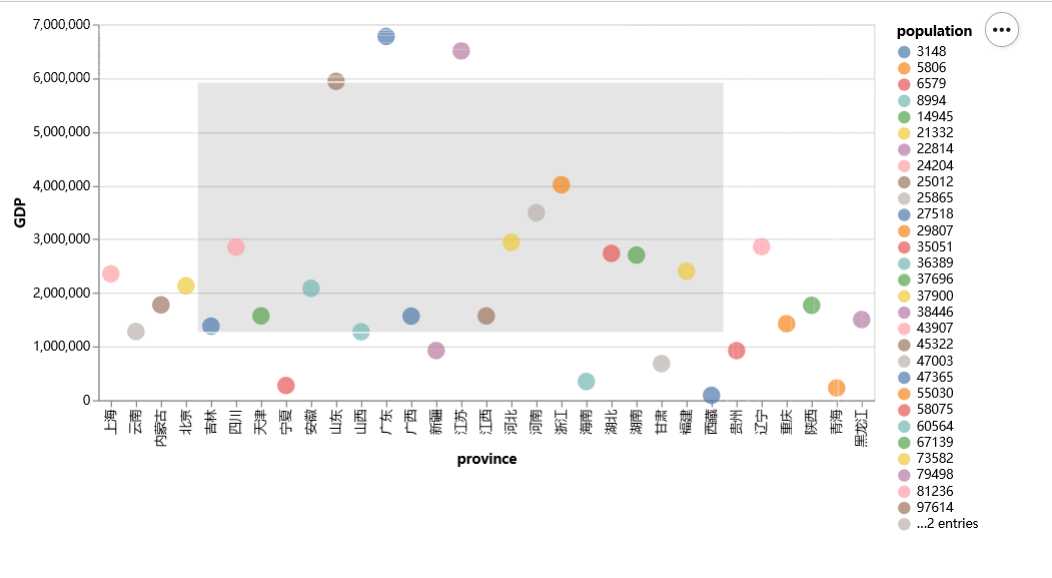 7,000,000
6,000,000
5,000,000
4,000,000
3,000,000
2,000,000
1,000,000
0
GDP
上海
云南
内蒙古
北京
吉林
四川
天津
宁夏
安徽
山东
山西
广东
广西
新疆
江苏
江西
河北
河南
浙江
海南
湖北
湖南
甘肃
福建
西藏
贵州
辽宁
重庆
陕西
青海
黑龙江
province
population
3148
5806
6579
8994
14945
21332
22814
24204
25012
25865
27518
29807
35051
36389
37696
37900
38446
43907
45322
47003
47365
55030
58075
60564
67139
73582
79498
81236
97614
...2 entries